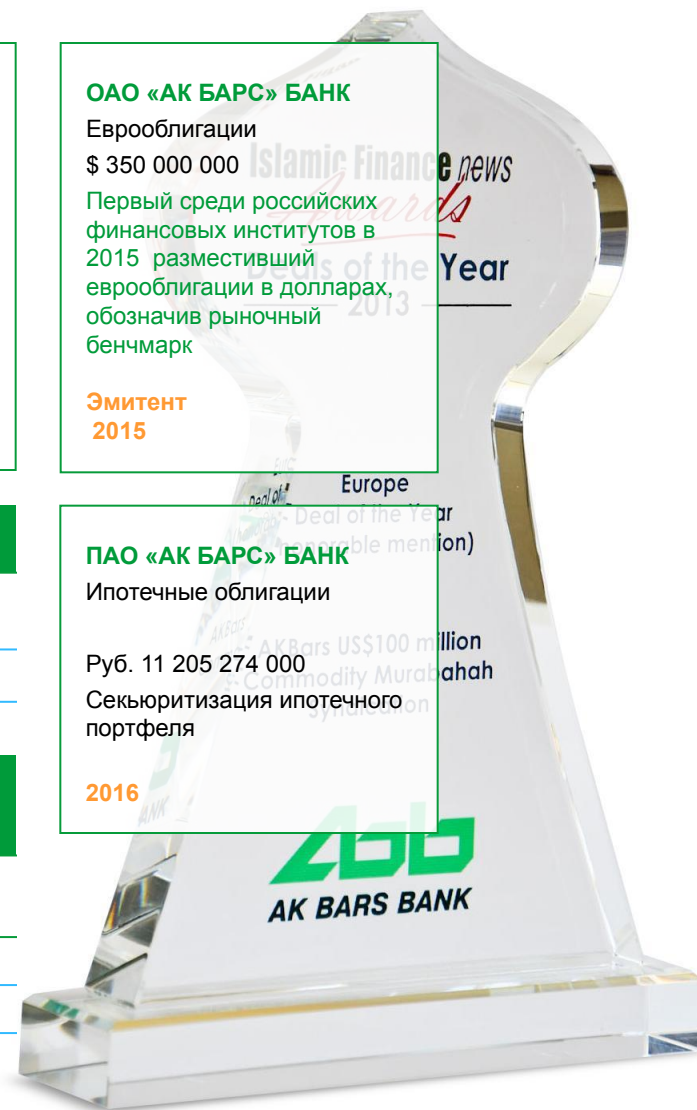 ОАО «АК БАРС» БАНК
Еврооблигации
$ 350 000 000
Первый среди российских
финансовых институтов в
2015 разместивший
еврооблигации в долларах,
обозначив рыночный
бенчмарк
Эмитент
2015
ПАО «АК БАРС» БАНК
Ипотечные облигации
Руб. 11 205 274 000
Секьюритизация ипотечного
портфеля
2016
Islamic Finance news
Awards
Deals of the Year
2013
Europe
Deal of the Year
(honorable mention)
AKBars US$100 million
Commodity Murabahah
Syndication
AK BARS BANK